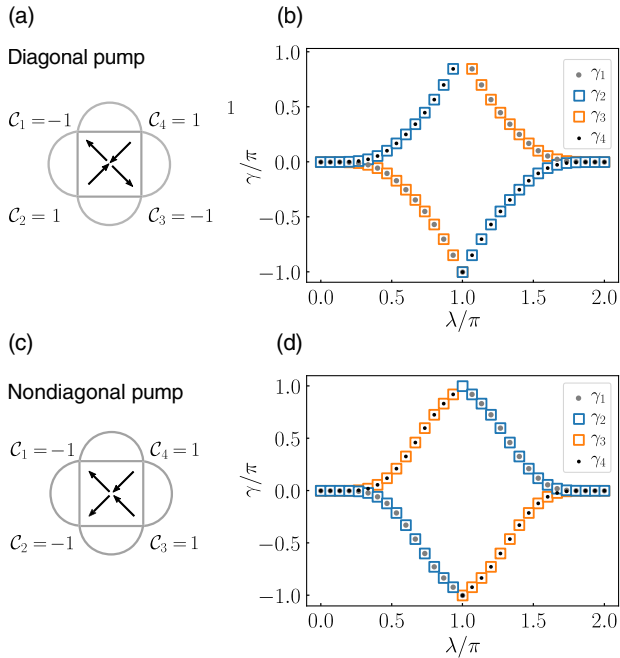 (a)
Diagonal pump
𝒞₁ = −1
𝒞₄ = 1
1
𝒞₂ = 1
𝒞₃ = −1
(b)
γ/π
1.0
0.5
0.0
−0.5
−1.0
γ₁
γ₂
γ₃
γ₄
0.0 0.5 1.0 1.5 2.0
λ/π
(c)
Nondiagonal pump
𝒞₁ = −1
𝒞₄ = 1
𝒞₂ = −1
𝒞₃ = 1
(d)
γ/π
1.0
0.5
0.0
−0.5
−1.0
γ₁
γ₂
γ₃
γ₄
0.0 0.5 1.0 1.5 2.0
λ/π